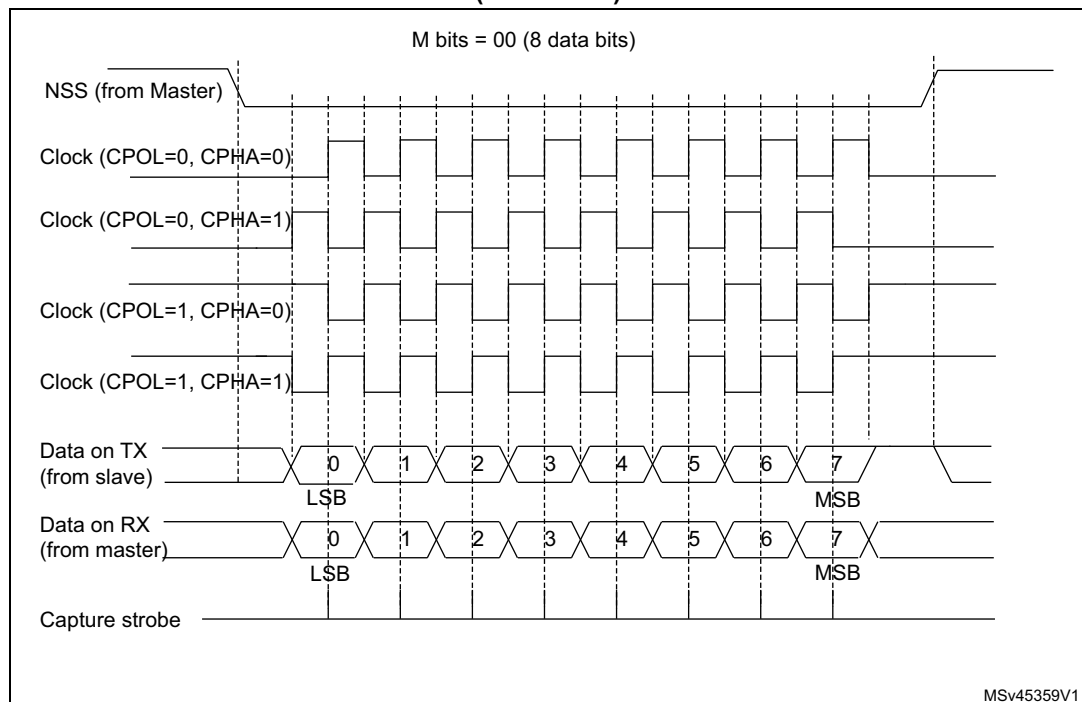 M bits = 00 (8 data bits)
NSS (from Master)
Clock (CPOL=0, CPHA=0)
Clock (CPOL=0, CPHA=1)
Clock (CPOL=1, CPHA=0)
Clock (CPOL=1, CPHA=1)
Data on TX
(from slave)
0 1 2 3 4 5 6 7
LSB MSB
Data on RX
(from master)
0 1 2 3 4 5 6 7
LSB MSB
Capture strobe
MSv45359V1